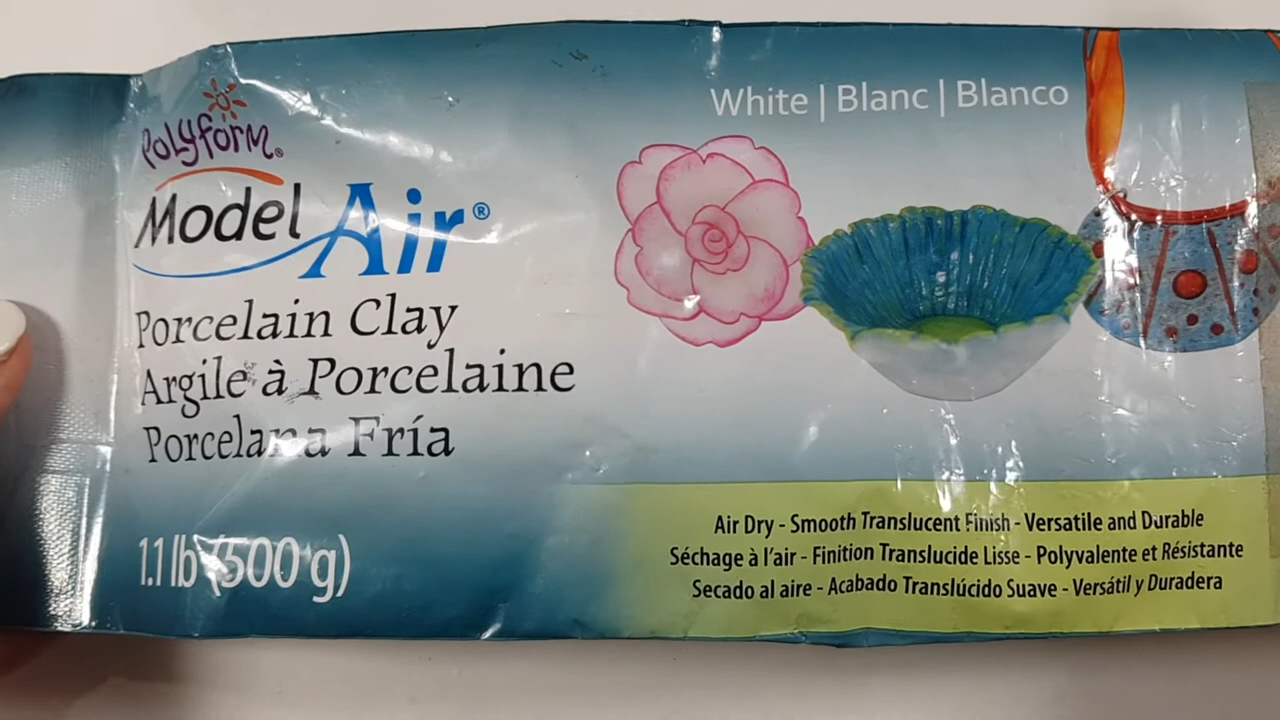 White | Blanc | Blanco
Polyform®
Model Air®
Porcelain Clay
Argile à Porcelaine
Porcelana Fría
1.1 lb (500 g)
Air Dry - Smooth Translucent Finish - Versatile and Durable
Séchage à l'air - Finition Translucide Lisse - Polyvalente et Résistante
Secado al aire - Acabado Translúcido Suave - Versátil y Duradera